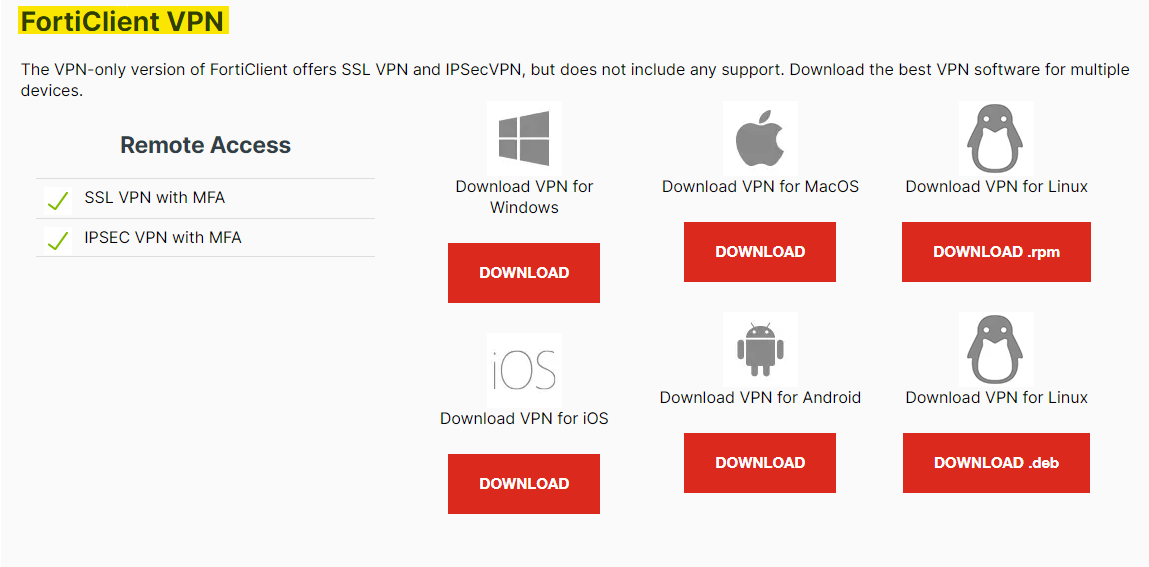 FortiClient VPN
The VPN-only version of FortiClient offers SSL VPN and IPSecVPN, but does not include any support. Download the best VPN software for multiple
devices.
Remote Access
SSL VPN with MFA
IPSEC VPN with MFA
Download VPN for
Windows
DOWNLOAD
Download VPN for MacOS
DOWNLOAD
Download VPN for Linux
DOWNLOAD .rpm
iOS
Download VPN for iOS
DOWNLOAD
Download VPN for Android
DOWNLOAD
Download VPN for Linux
DOWNLOAD .deb